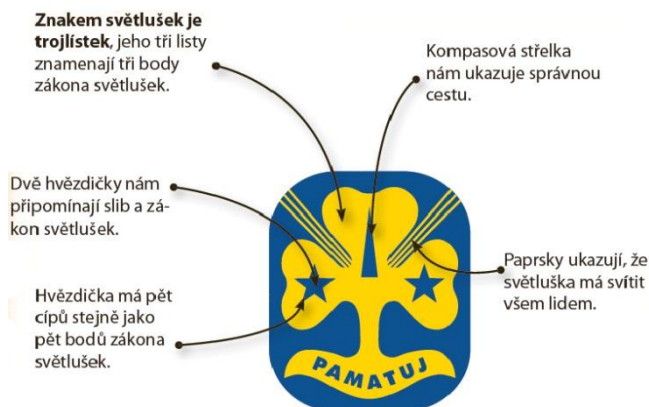 Znakem světlušek je
trojlístek, jeho tři listy
znamenají tři body
zákona světlušek.
Kompasová střelka
nám ukazuje správnou
cestu.
Dvě hvězdičky nám
připomínají slib a zá-
kon světlušek.
Paprsky ukazují, že
světluška má svítit
všem lidem.
Hvězdička má pět
cípů stejně jako
pět bodů zákona
světlušek.
PAMATUJ